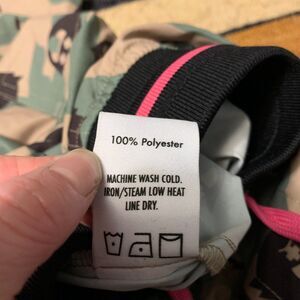 100% Polyester
MACHINE WASH COLD.
IRON/STEAM LOW HEAT
LINE DRY.